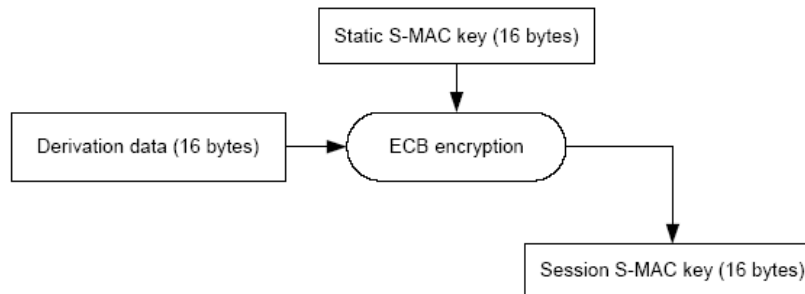 Static S-MAC key (16 bytes)
Derivation data (16 bytes)
ECB encryption
Session S-MAC key (16 bytes)